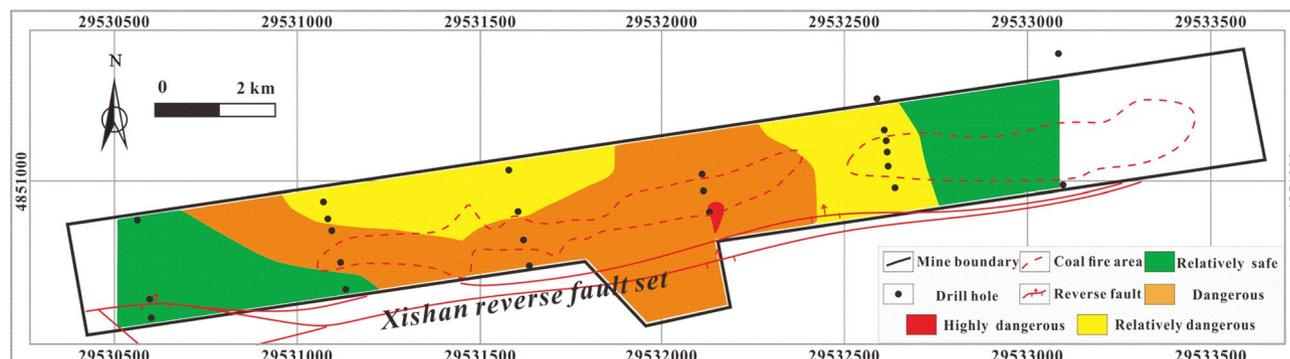 29530500 29531000 29531500 29532000 29532500 29533000 29533500
N
0 2 km
4851000
Xishan reverse fault set
Mine boundary Coal fire area Relatively safe
Drill hole Reverse fault Dangerous
Highly dangerous Relatively dangerous
29530500 29531000 29531500 29532000 29532500 29533000 29533500